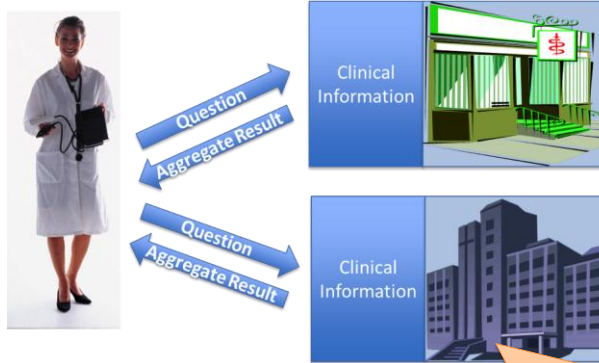 Clinical
Information
Question
Aggregate Result
Question
Aggregate Result
Clinical
Information